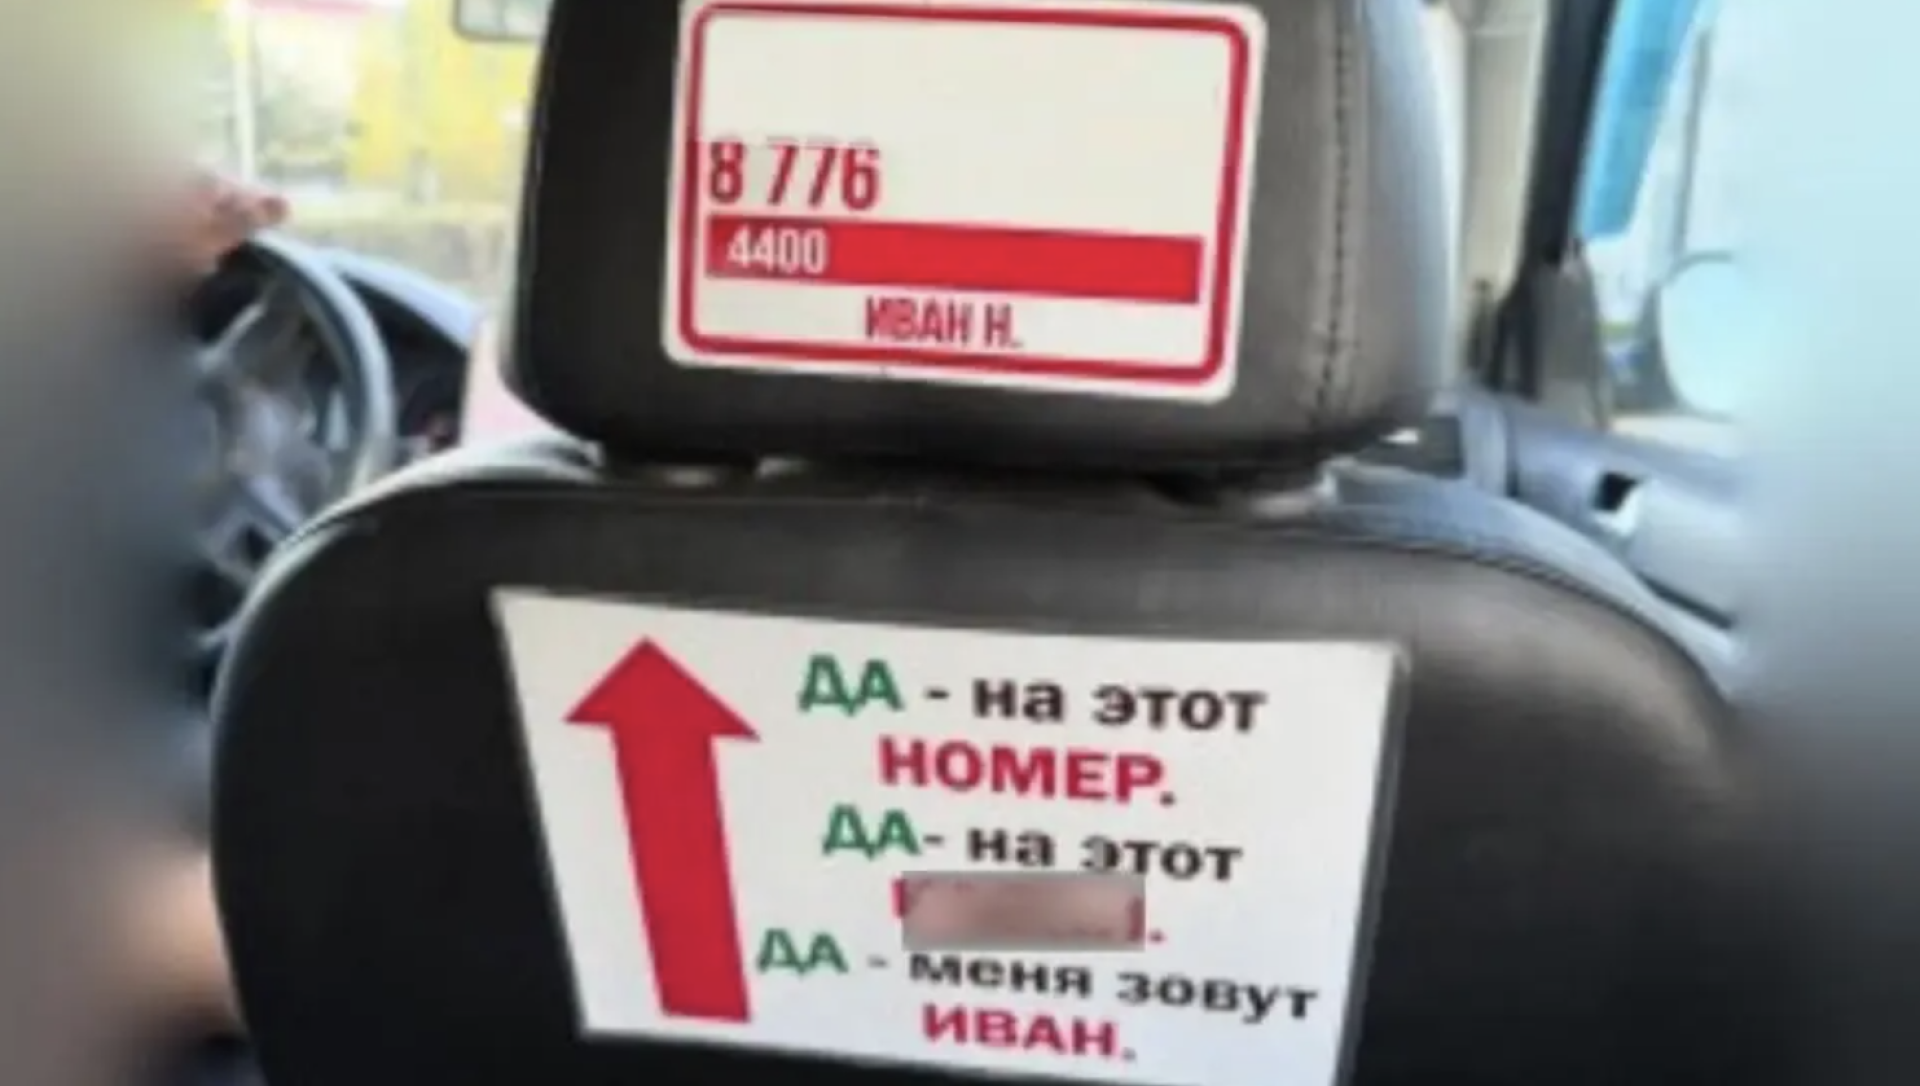 8 776
4400
ИВАН Н.
ДА - на этот
НОМЕР.
ДА- на этот
ДА - меня зовут
ИВАН.